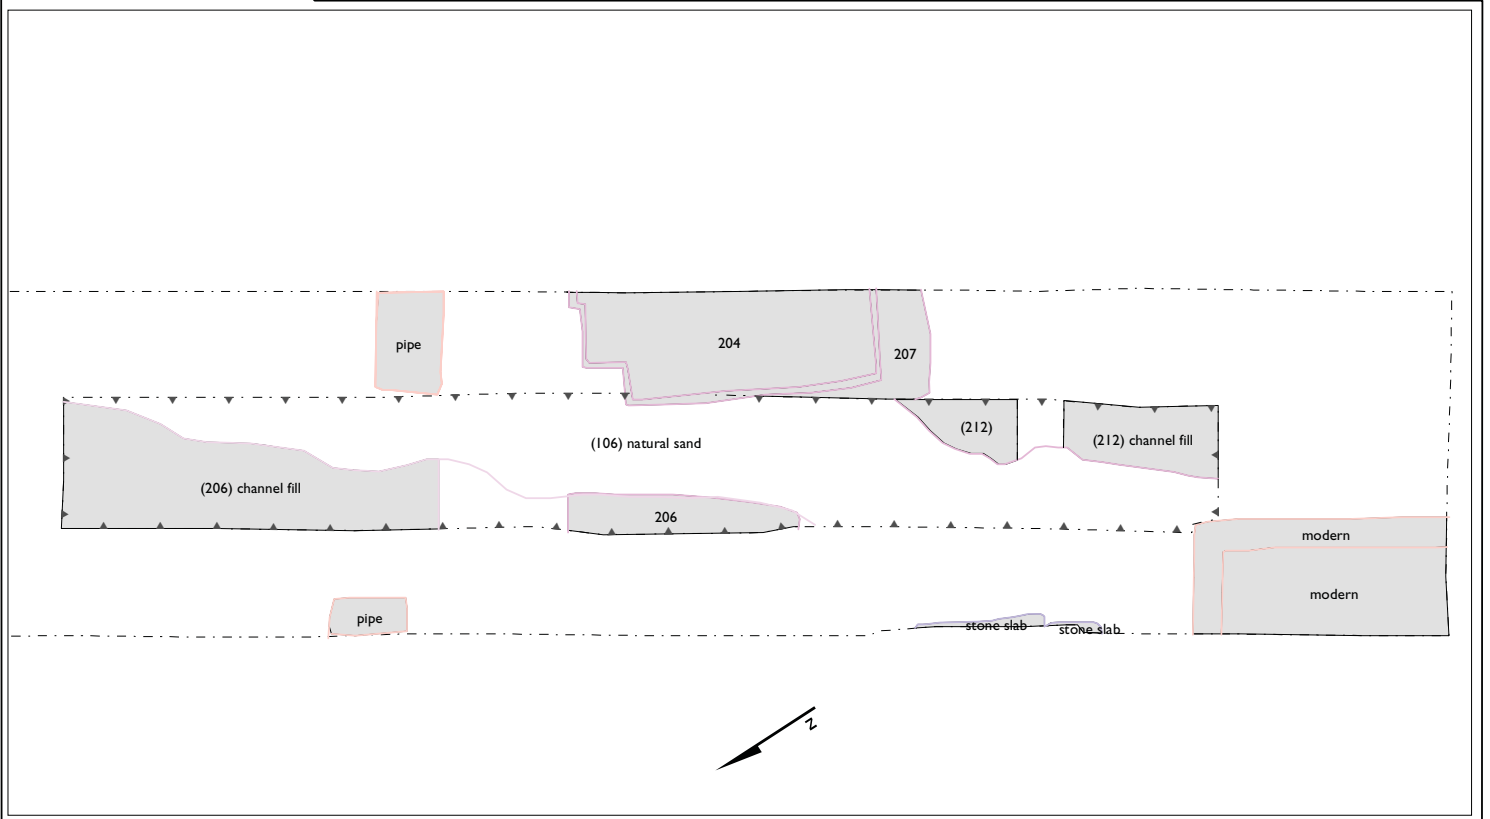 pipe
204
207
(212)
(212) channel fill
(106) natural sand
(206) channel fill
206
modern
modern
pipe
stone slab
stone slab
N